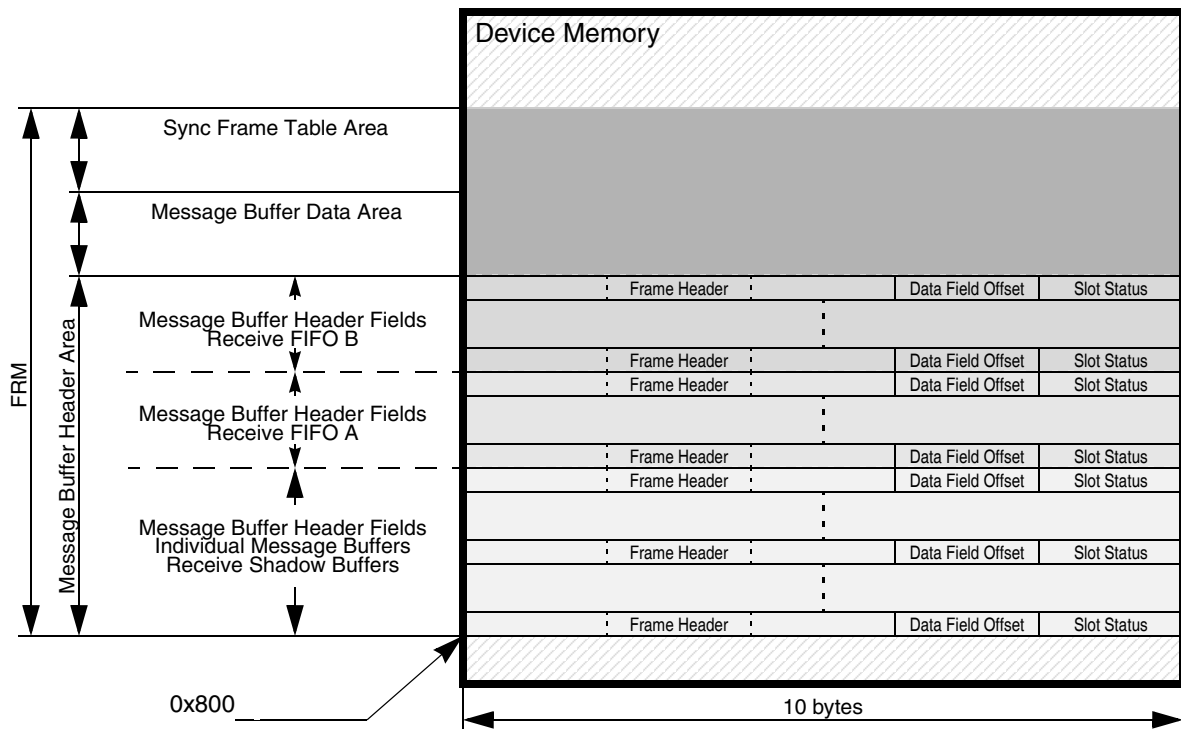 Device Memory
Sync Frame Table Area
Message Buffer Data Area
Frame Header Data Field Offset Slot Status
Message Buffer Header Fields
Receive FIFO B
Frame Header Data Field Offset Slot Status
Frame Header Data Field Offset Slot Status
Message Buffer Header Fields
Receive FIFO A
Frame Header Data Field Offset Slot Status
Frame Header Data Field Offset Slot Status
Message Buffer Header Fields
Individual Message Buffers
Receive Shadow Buffers
Frame Header Data Field Offset Slot Status
Frame Header Data Field Offset Slot Status
FRM
Message Buffer Header Area
0x800
10 bytes